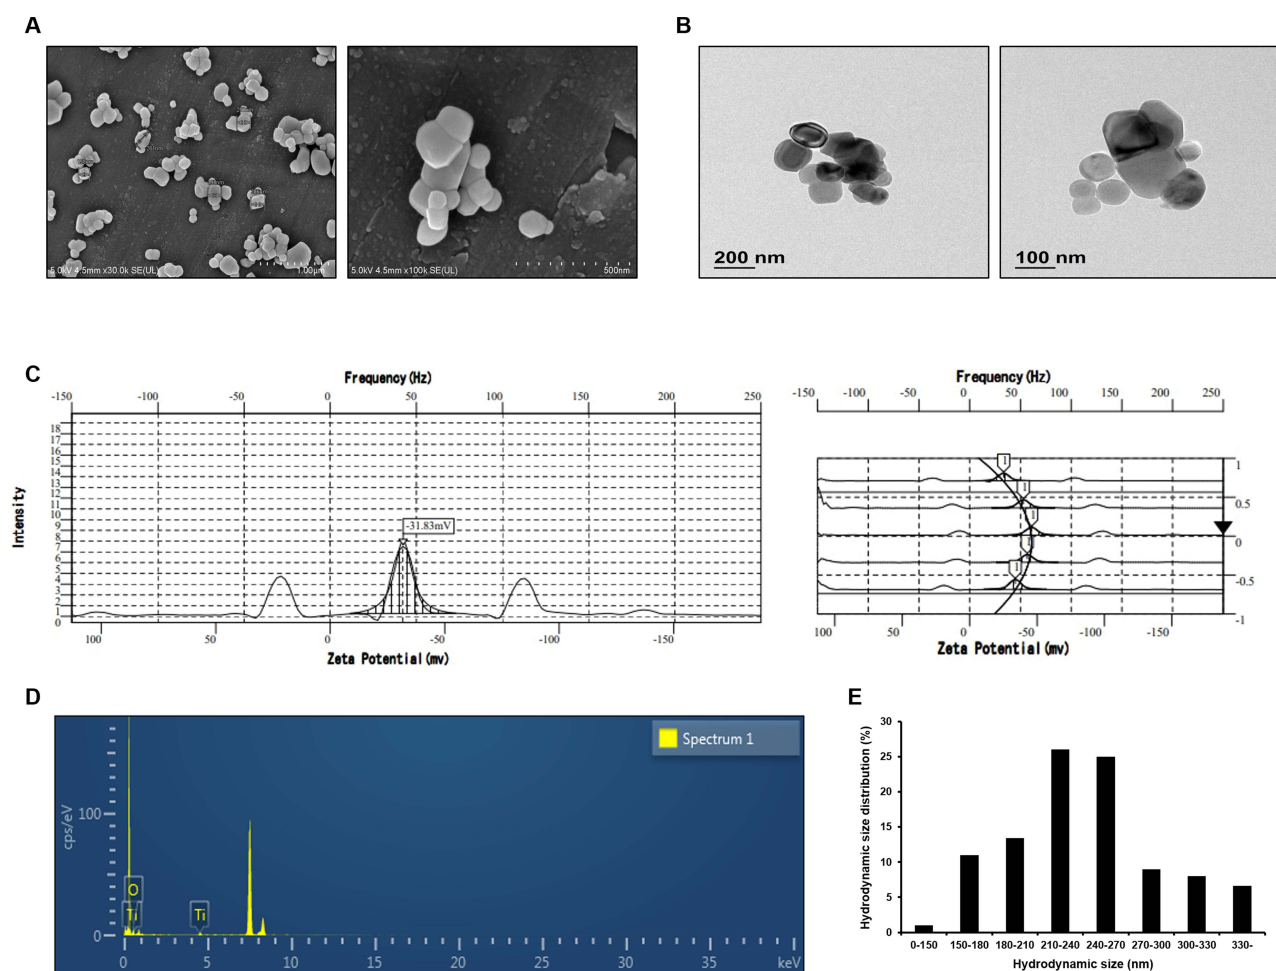 A
B
5.0kV 4.5mm x30.0k SE(UL)
1.00µm
5.0kV 4.5mm x100k SE(UL)
500nm
200 nm
100 nm
C
Frequency(Hz)
-150 -100 -50 0 50 100 150 200 250
18
17
16
15
14
13
12
11
10
9
8
7
6
5
4
3
2
1
0
Intensity
-31.83mV
100 50 0 -50 -100 -150
Zeta Potential(mv)
Frequency(Hz)
-150 -100 -50 0 50 100 150 200 250
1
1
1
1
1
1
0.5
0
-0.5
-1
100 50 0 -50 -100 -150
Zeta Potential(mv)
D
Spectrum 1
cps/eV
100
0
O
Ti
Ti
0 5 10 15 20 25 30 35 keV
E
Hydrodynamic size distribution (%)
30
25
20
15
10
5
0
0-150 150-180 180-210 210-240 240-270 270-300 300-330 330-
Hydrodynamic size (nm)